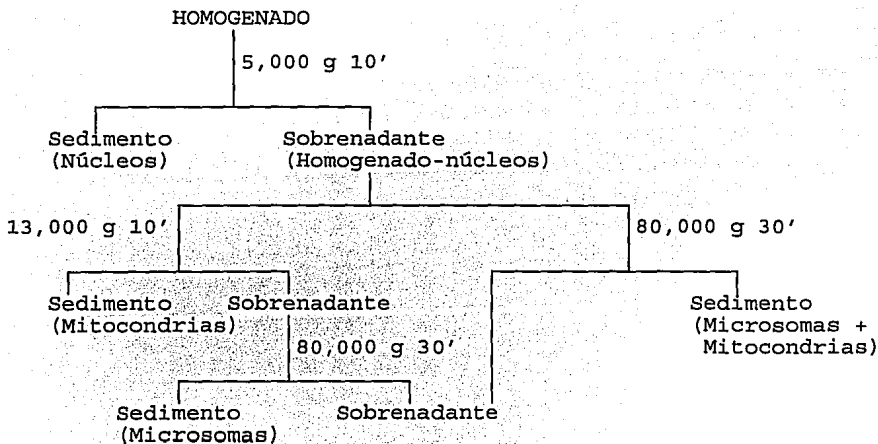 HOMOGENADO
5,000 g 10'
Sedimento
(Núcleos)
Sobrenadante
(Homogenado-núcleos)
13,000 g 10'
80,000 g 30'
Sedimento
(Mitocondrias)
Sobrenadante
Sedimento
(Microsomas +
Mitocondrias)
80,000 g 30'
Sedimento
(Microsomas)
Sobrenadante